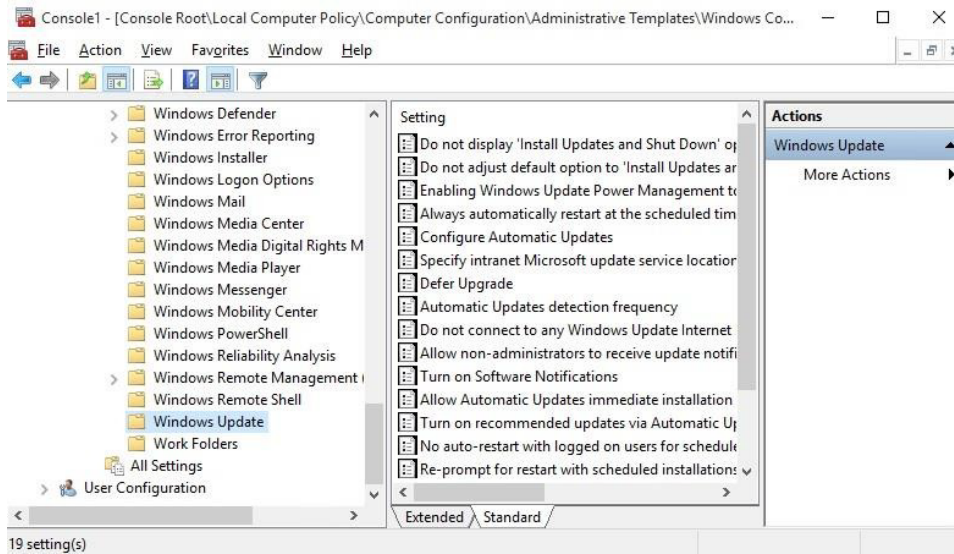 Console1 - [Console Root\Local Computer Policy\Computer Configuration\Administrative Templates\Windows Co...
File Action View Favorites Window Help
Windows Defender
Windows Error Reporting
Windows Installer
Windows Logon Options
Windows Mail
Windows Media Center
Windows Media Digital Rights M
Windows Media Player
Windows Messenger
Windows Mobility Center
Windows PowerShell
Windows Reliability Analysis
Windows Remote Management (
Windows Remote Shell
Windows Update
Work Folders
All Settings
User Configuration
Setting
Do not display 'Install Updates and Shut Down' op
Do not adjust default option to 'Install Updates ar
Enabling Windows Update Power Management to
Always automatically restart at the scheduled tim
Configure Automatic Updates
Specify intranet Microsoft update service location
Defer Upgrade
Automatic Updates detection frequency
Do not connect to any Windows Update Internet
Allow non-administrators to receive update notifi
Turn on Software Notifications
Allow Automatic Updates immediate installation
Turn on recommended updates via Automatic Up
No auto-restart with logged on users for schedule
Re-prompt for restart with scheduled installations
Extended Standard
Actions
Windows Update
More Actions
19 setting(s)